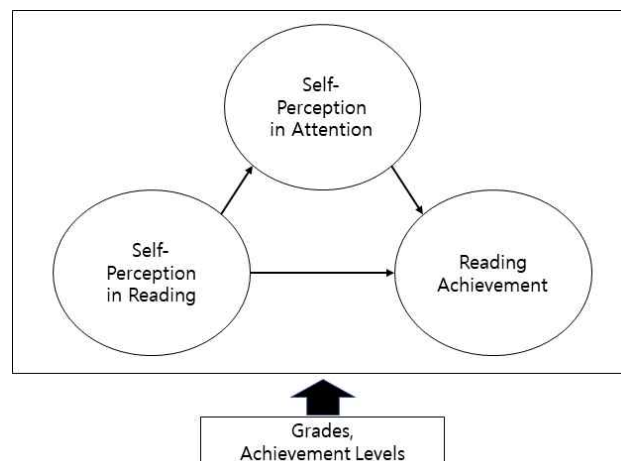 Self-
Perception
in Attention
Self-
Perception
in Reading
Reading
Achievement
Grades,
Achievement Levels